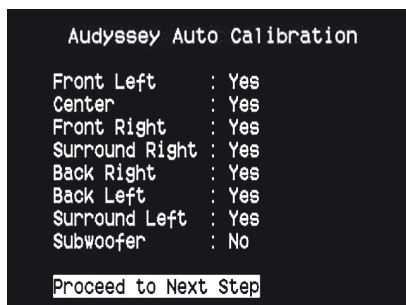 Audyssey Auto Calibration
Front Left : Yes
Center : Yes
Front Right : Yes
Surround Right : Yes
Back Right : Yes
Back Left : Yes
Surround Left : Yes
Subwoofer : No
Proceed to Next Step